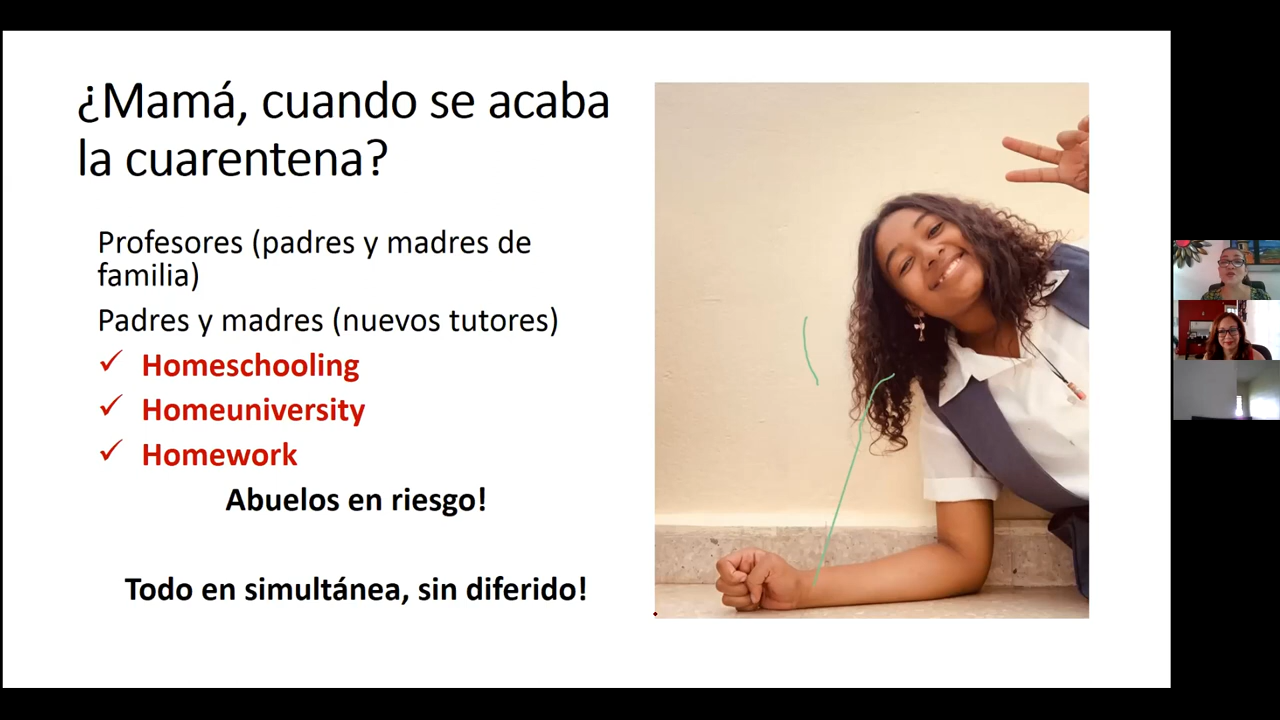 ¿Mamá, cuando se acaba
la cuarentena?
Profesores (padres y madres de
familia)
Padres y madres (nuevos tutores)
✓ Homeschooling
✓ Homeuniversity
✓ Homework
Abuelos en riesgo!
Todo en simultánea, sin diferido!